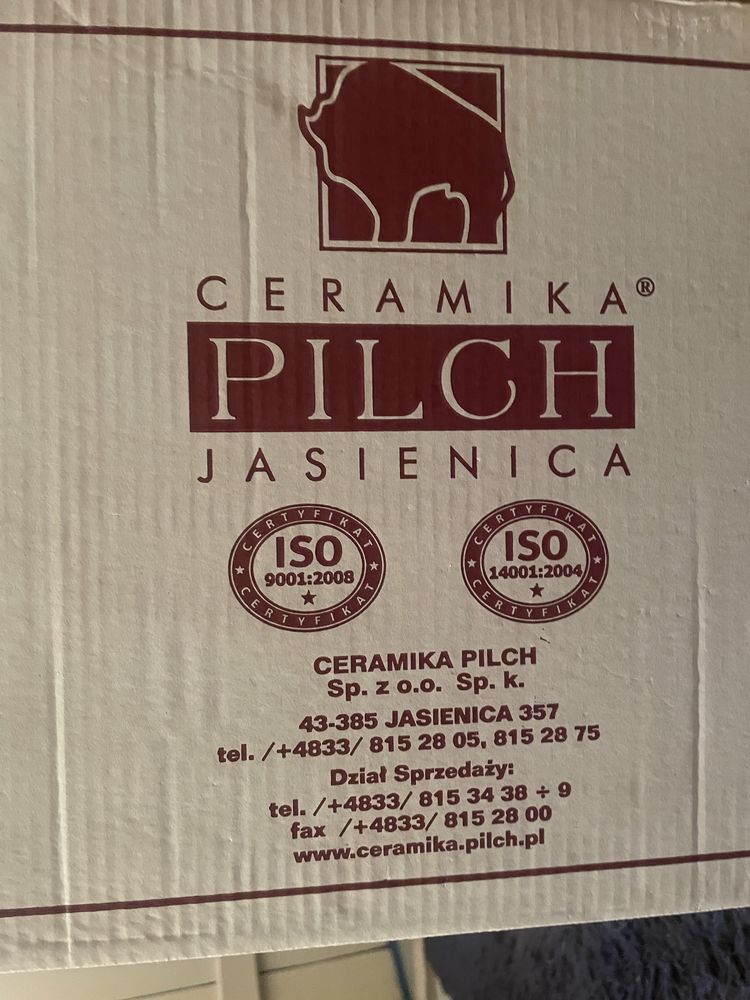 CERAMIKA®
PILCH
JASIENICA
CERTYFIKAT
ISO
9001:2008
CERTYFIKAT
CERTYFIKAT
ISO
14001:2004
CERTYFIKAT
CERAMIKA PILCH
Sp. z o.o. Sp. k.
43-385 JASIENICA 357
tel. /+4833/ 815 28 05, 815 28 75
Dział Sprzedaży:
tel. /+4833/ 815 34 38 ÷ 9
fax /+4833/ 815 28 00
www.ceramika.pilch.pl